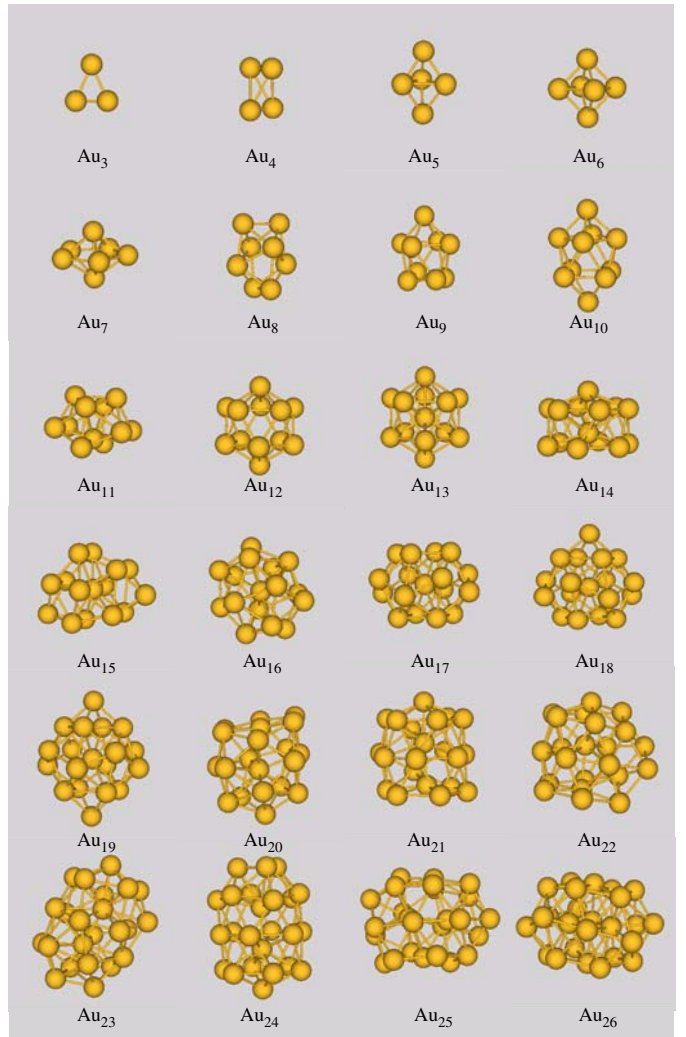 Au₃ Au₄ Au₅ Au₆
Au₇ Au₈ Au₉ Au₁₀
Au₁₁ Au₁₂ Au₁₃ Au₁₄
Au₁₅ Au₁₆ Au₁₇ Au₁₈
Au₁₉ Au₂₀ Au₂₁ Au₂₂
Au₂₃ Au₂₄ Au₂₅ Au₂₆